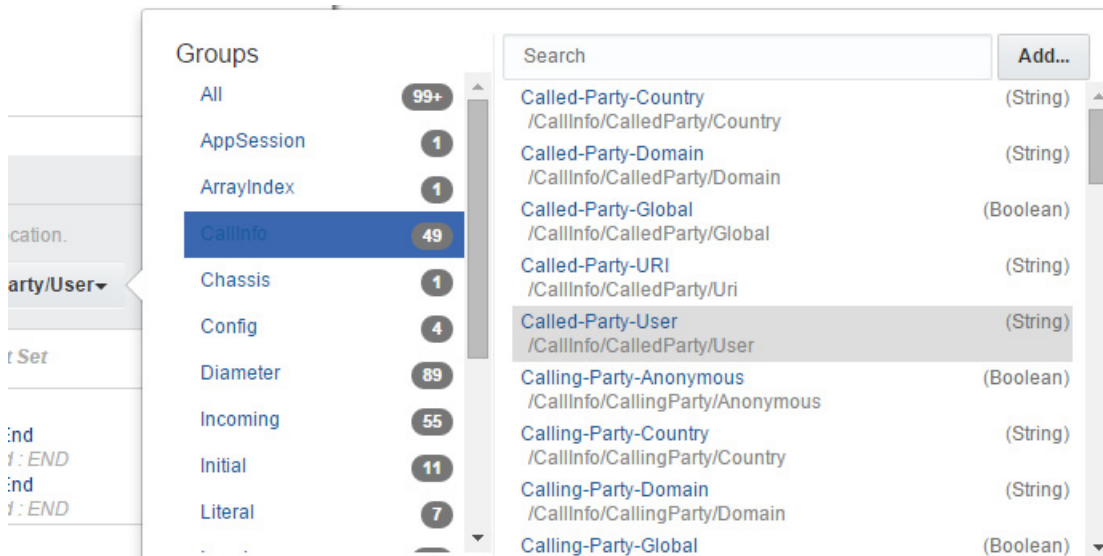 Groups
All 99+
AppSession 1
ArrayIndex 1
CallInfo 49
Chassis 1
Config 4
Diameter 89
Incoming 55
Initial 11
Literal 7
Search Add...
Called-Party-Country (String)
/CallInfo/CalledParty/Country
Called-Party-Domain (String)
/CallInfo/CalledParty/Domain
Called-Party-Global (Boolean)
/CallInfo/CalledParty/Global
Called-Party-URI (String)
/CallInfo/CalledParty/Uri
Called-Party-User (String)
/CallInfo/CalledParty/User
Calling-Party-Anonymous (Boolean)
/CallInfo/CallingParty/Anonymous
Calling-Party-Country (String)
/CallInfo/CallingParty/Country
Calling-Party-Domain (String)
/CallInfo/CallingParty/Domain
Calling-Party-Global (Boolean)
cation.
arty/User
t Set
End
d : END
End
d : END